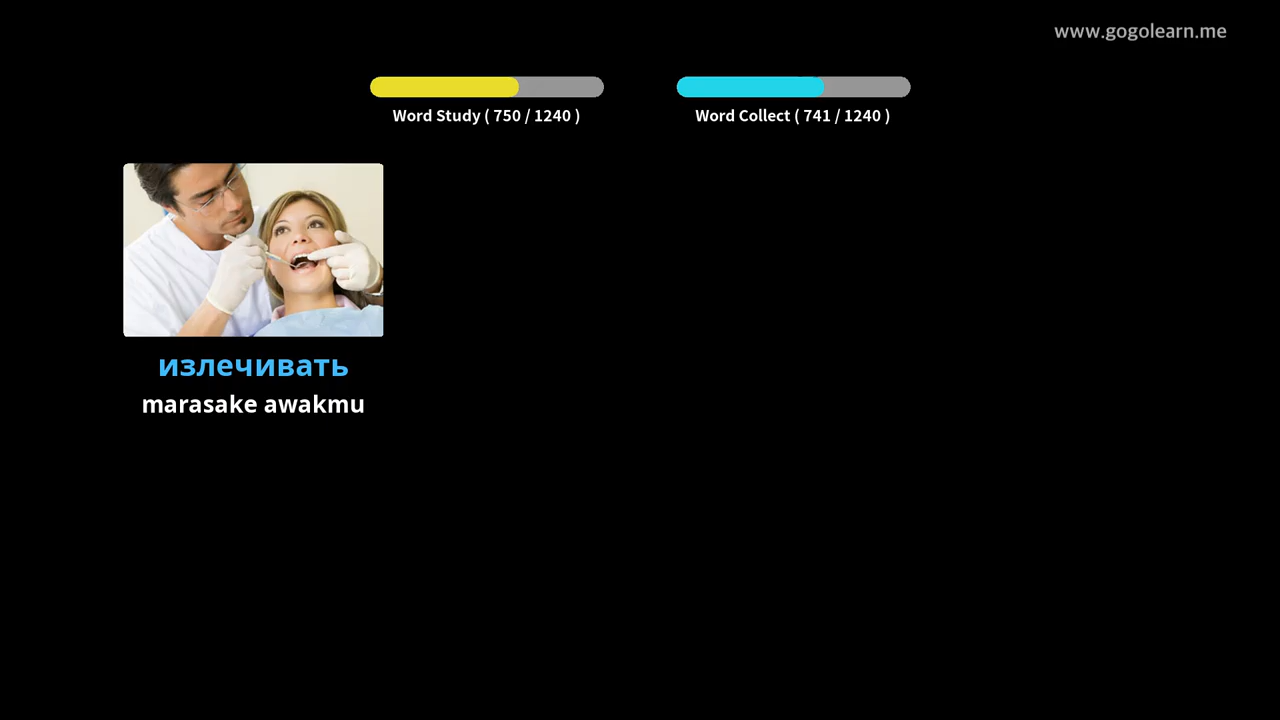 www.gogolearn.me
Word Study ( 750 / 1240 )
Word Collect ( 741 / 1240 )
излечивать
marasake awakmu